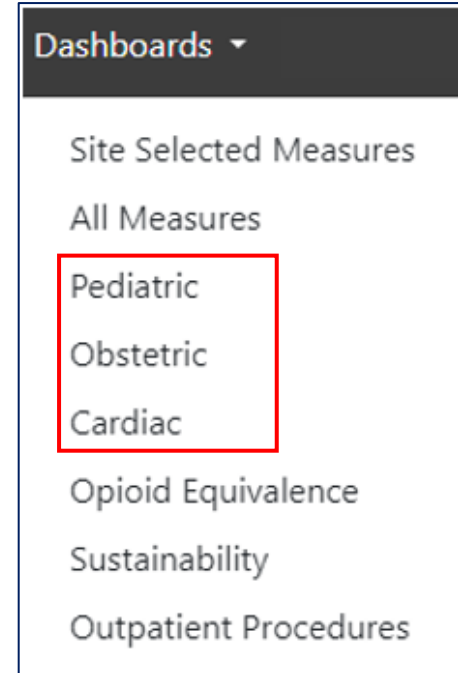 Dashboards
Site Selected Measures
All Measures
Pediatric
Obstetric
Cardiac
Opioid Equivalence
Sustainability
Outpatient Procedures